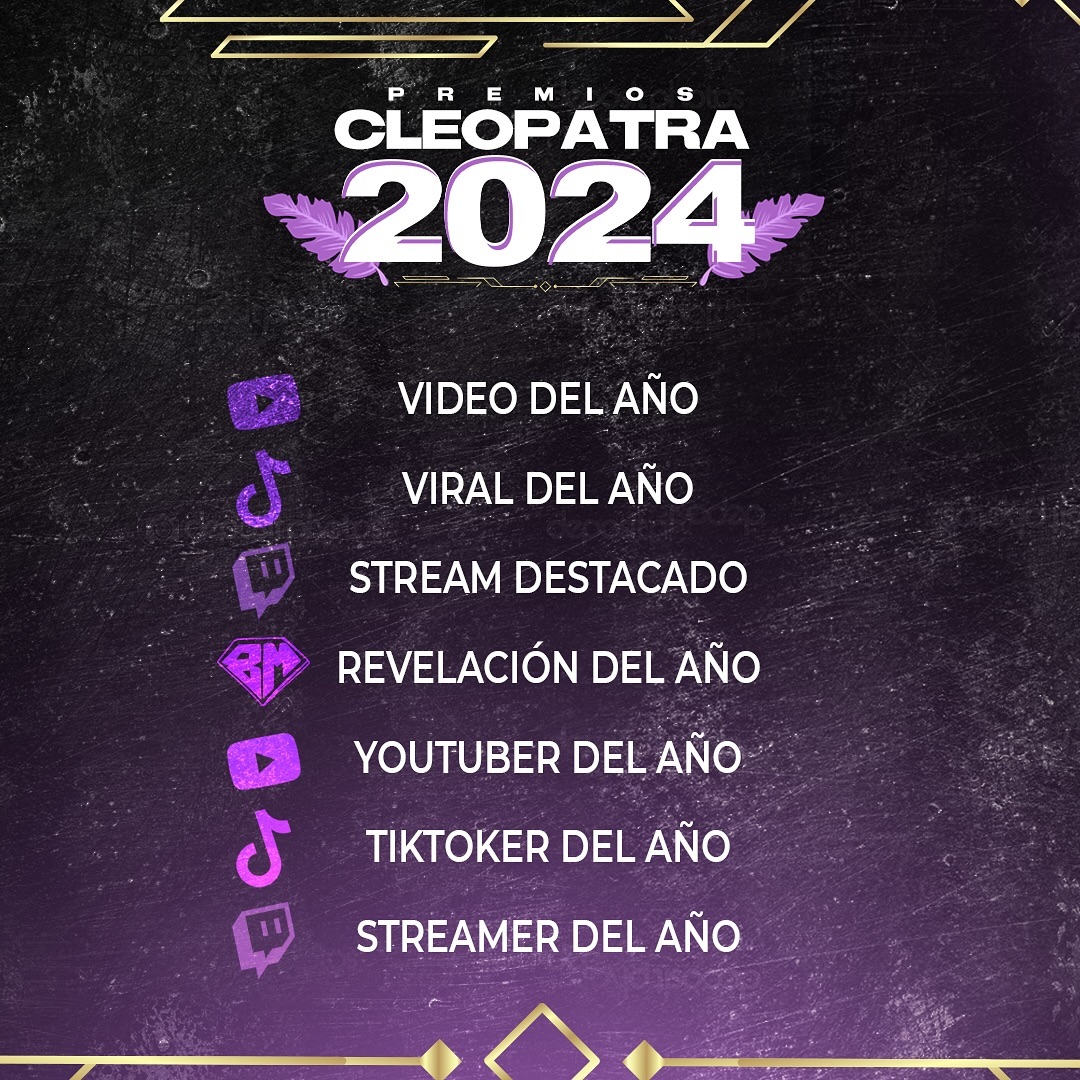 PREMIOS
CLEOPATRA
2024
VIDEO DEL AÑO
VIRAL DEL AÑO
STREAM DESTACADO
BM
REVELACIÓN DEL AÑO
YOUTUBER DEL AÑO
TIKTOKER DEL AÑO
STREAMER DEL AÑO